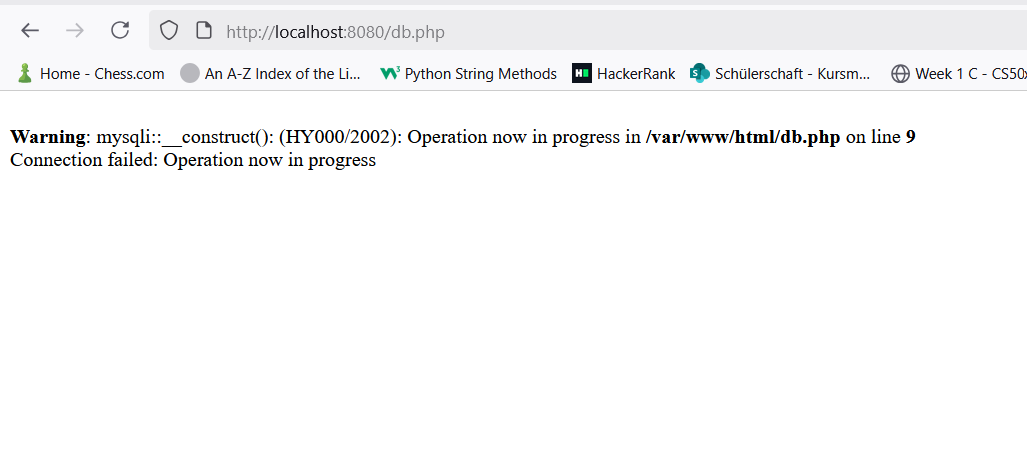 http://localhost:8080/db.php
Home - Chess.com An A-Z Index of the Li... W3 Python String Methods H HackerRank S Schülerschaft - Kursm... Week 1 C - CS50
Warning: mysqli::__construct(): (HY000/2002): Operation now in progress in /var/www/html/db.php on line 9
Connection failed: Operation now in progress